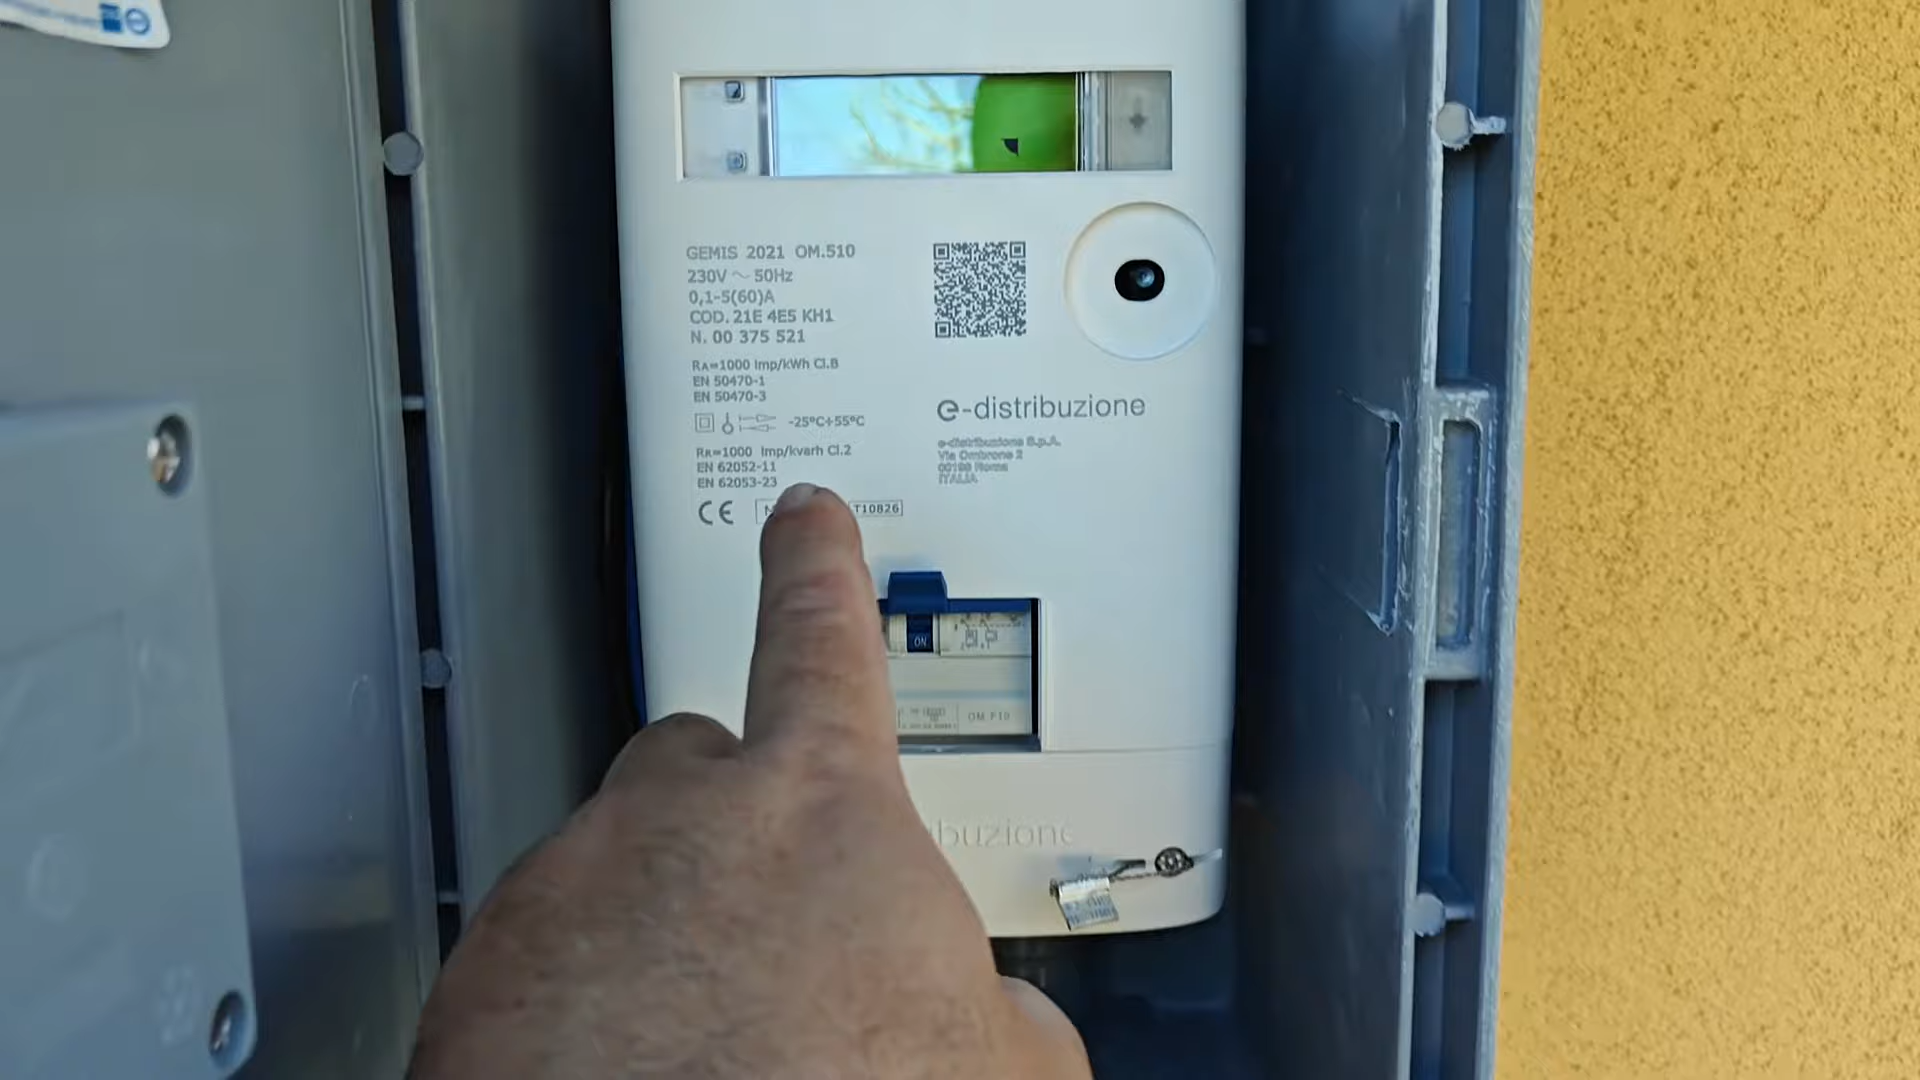 GEMIS 2021 OM.510
230V ~ 50Hz
0,1-5(60)A
COD. 21E 4E5 KH1
N. 00 375 521
RA=1000 imp/kWh Cl.B
EN 50470-1
EN 50470-3
-25°C÷55°C
RR=1000 imp/kvarh Cl.2
EN 62052-11
EN 62053-23
CE
T10826
e-distribuzione
e-distribuzione S.p.A.
Via Ombrone 2
00198 Roma
ITALIA
ON
OM F10
ibuzione